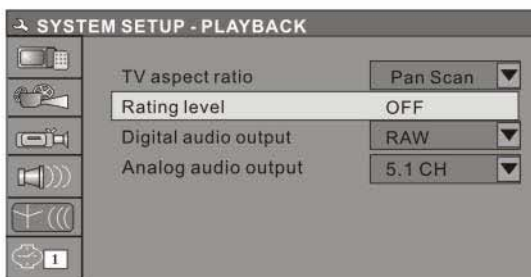 SYSTEM SETUP - PLAYBACK
TV aspect ratio Pan Scan
Rating level OFF
Digital audio output RAW
Analog audio output 5.1 CH
1